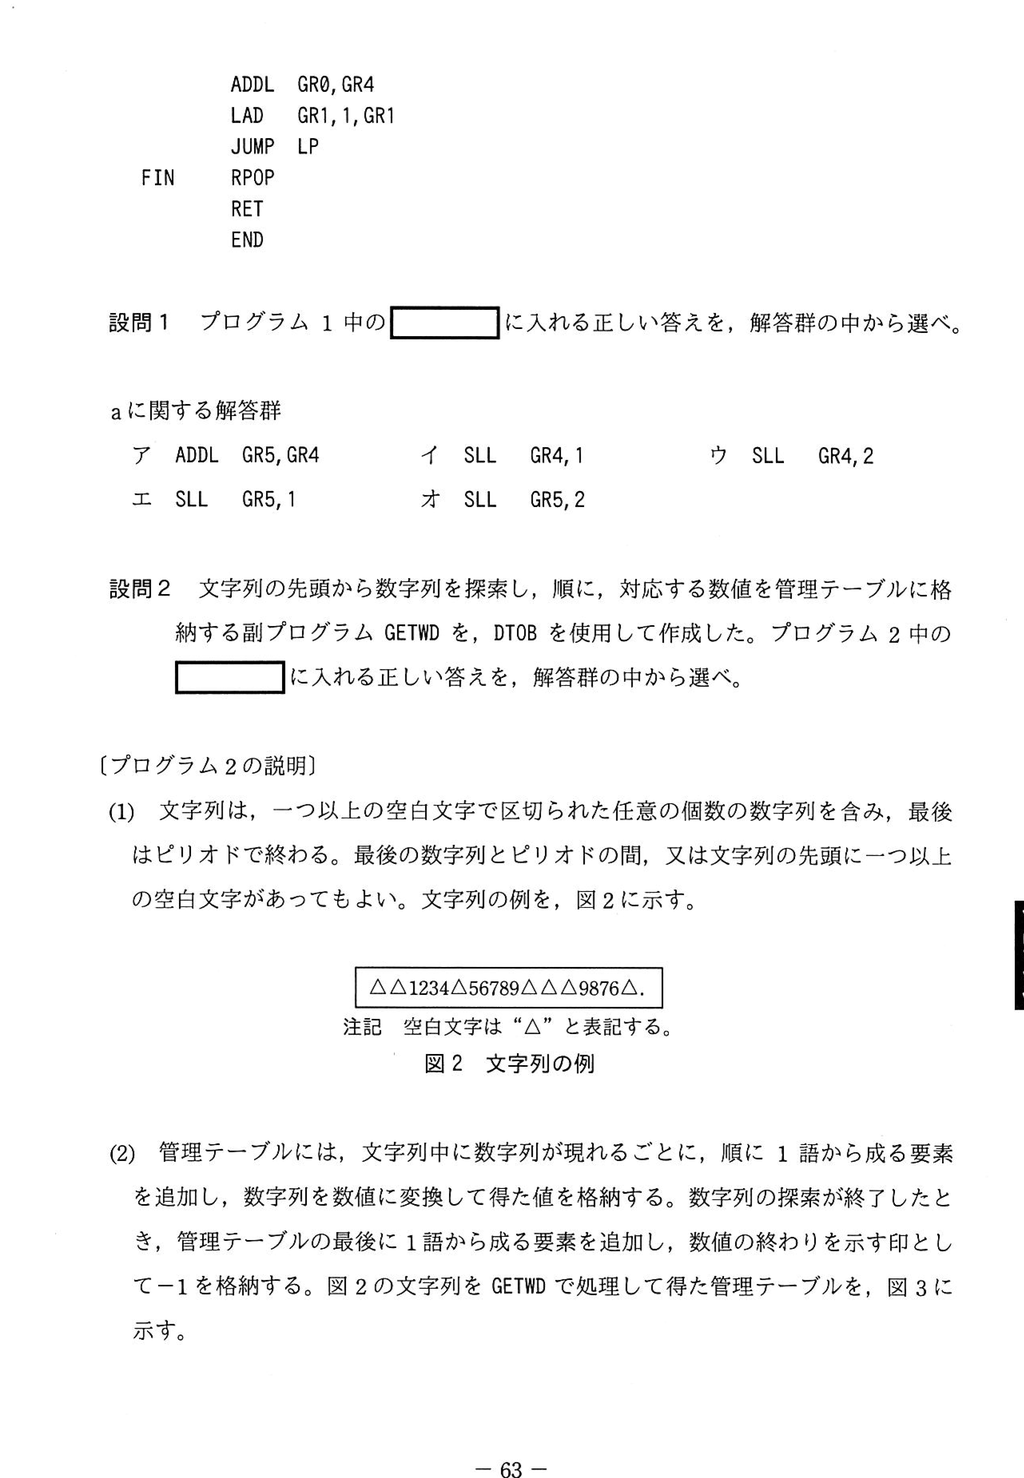 ADDL GR0,GR4
LAD GR1,1,GR1
JUMP LP
FIN RPOP
RET
END
設問1 プログラム 1 中の に入れる正しい答えを，解答群の中から選べ。
a に関する解答群
ア ADDL GR5,GR4 イ SLL GR4,1 ウ SLL GR4,2
エ SLL GR5,1 オ SLL GR5,2
設問2 文字列の先頭から数字列を探索し，順に，対応する数値を管理テーブルに格
納する副プログラム GETWD を，DTOB を使用して作成した。プログラム 2 中の
に入れる正しい答えを，解答群の中から選べ。
〔プログラム 2 の説明〕
(1) 文字列は，一つ以上の空白文字で区切られた任意の個数の数字列を含み，最後
はピリオドで終わる。最後の数字列とピリオドの間，又は文字列の先頭に一つ以上
の空白文字があってもよい。文字列の例を，図 2 に示す。
△△1234△56789△△△9876△.
注記 空白文字は“△”と表記する。
図 2 文字列の例
(2) 管理テーブルには，文字列中に数字列が現れるごとに，順に 1 語から成る要素
を追加し，数字列を数値に変換して得た値を格納する。数字列の探索が終了したと
き，管理テーブルの最後に 1 語から成る要素を追加し，数値の終わりを示す印とし
て－1 を格納する。図 2 の文字列を GETWD で処理して得た管理テーブルを，図 3 に
示す。
－ 63 －